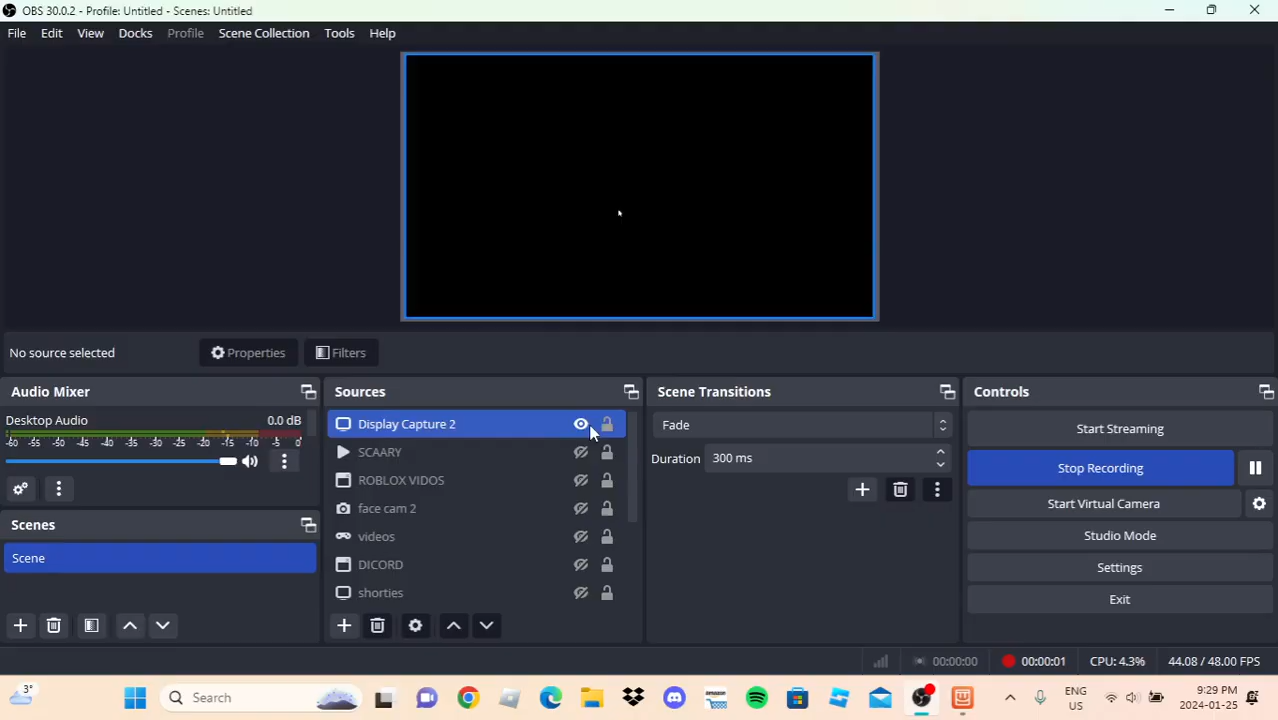 OBS 30.0.2 - Profile: Untitled - Scenes: Untitled
File Edit View Docks Profile Scene Collection Tools Help
No source selected Properties Filters
Audio Mixer
Desktop Audio 0.0 dB
-60 -55 -50 -45 -40 -35 -30 -25 -20 -15 -10 -5 0
Scenes
Scene
Sources
Display Capture 2
SCAARY
ROBLOX VIDOS
face cam 2
videos
DICORD
shorties
Scene Transitions
Fade
Duration 300 ms
Controls
Start Streaming
Stop Recording
Start Virtual Camera
Studio Mode
Settings
Exit
00:00:00 00:00:01 CPU: 4.3% 44.08 / 48.00 FPS
3°
Search
amazon
ENG
US
9:29 PM
2024-01-25